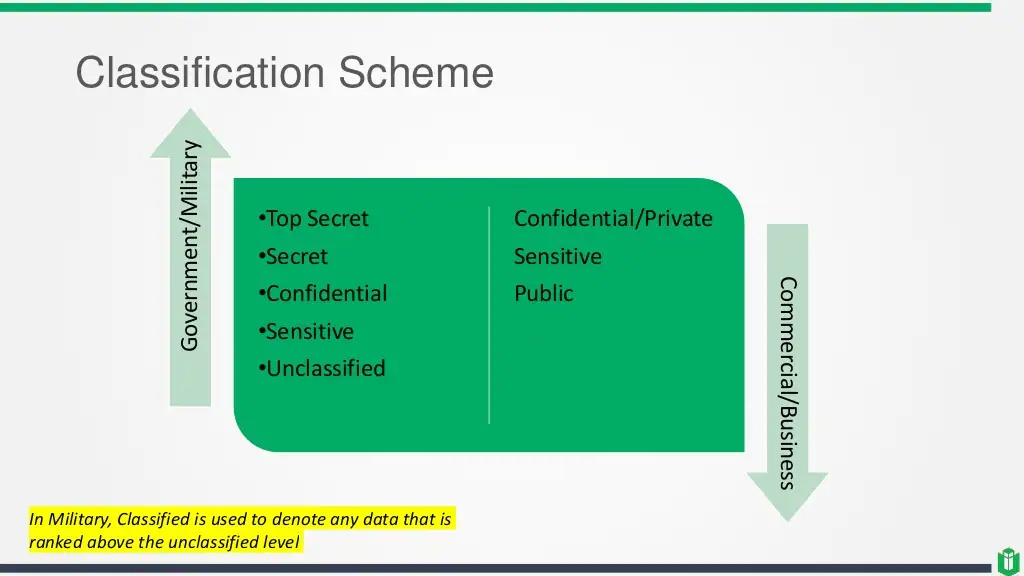 Classification Scheme
Government/Military
•Top Secret
•Secret
•Confidential
•Sensitive
•Unclassified
Confidential/Private
Sensitive
Public
Commercial/Business
In Military, Classified is used to denote any data that is
ranked above the unclassified level